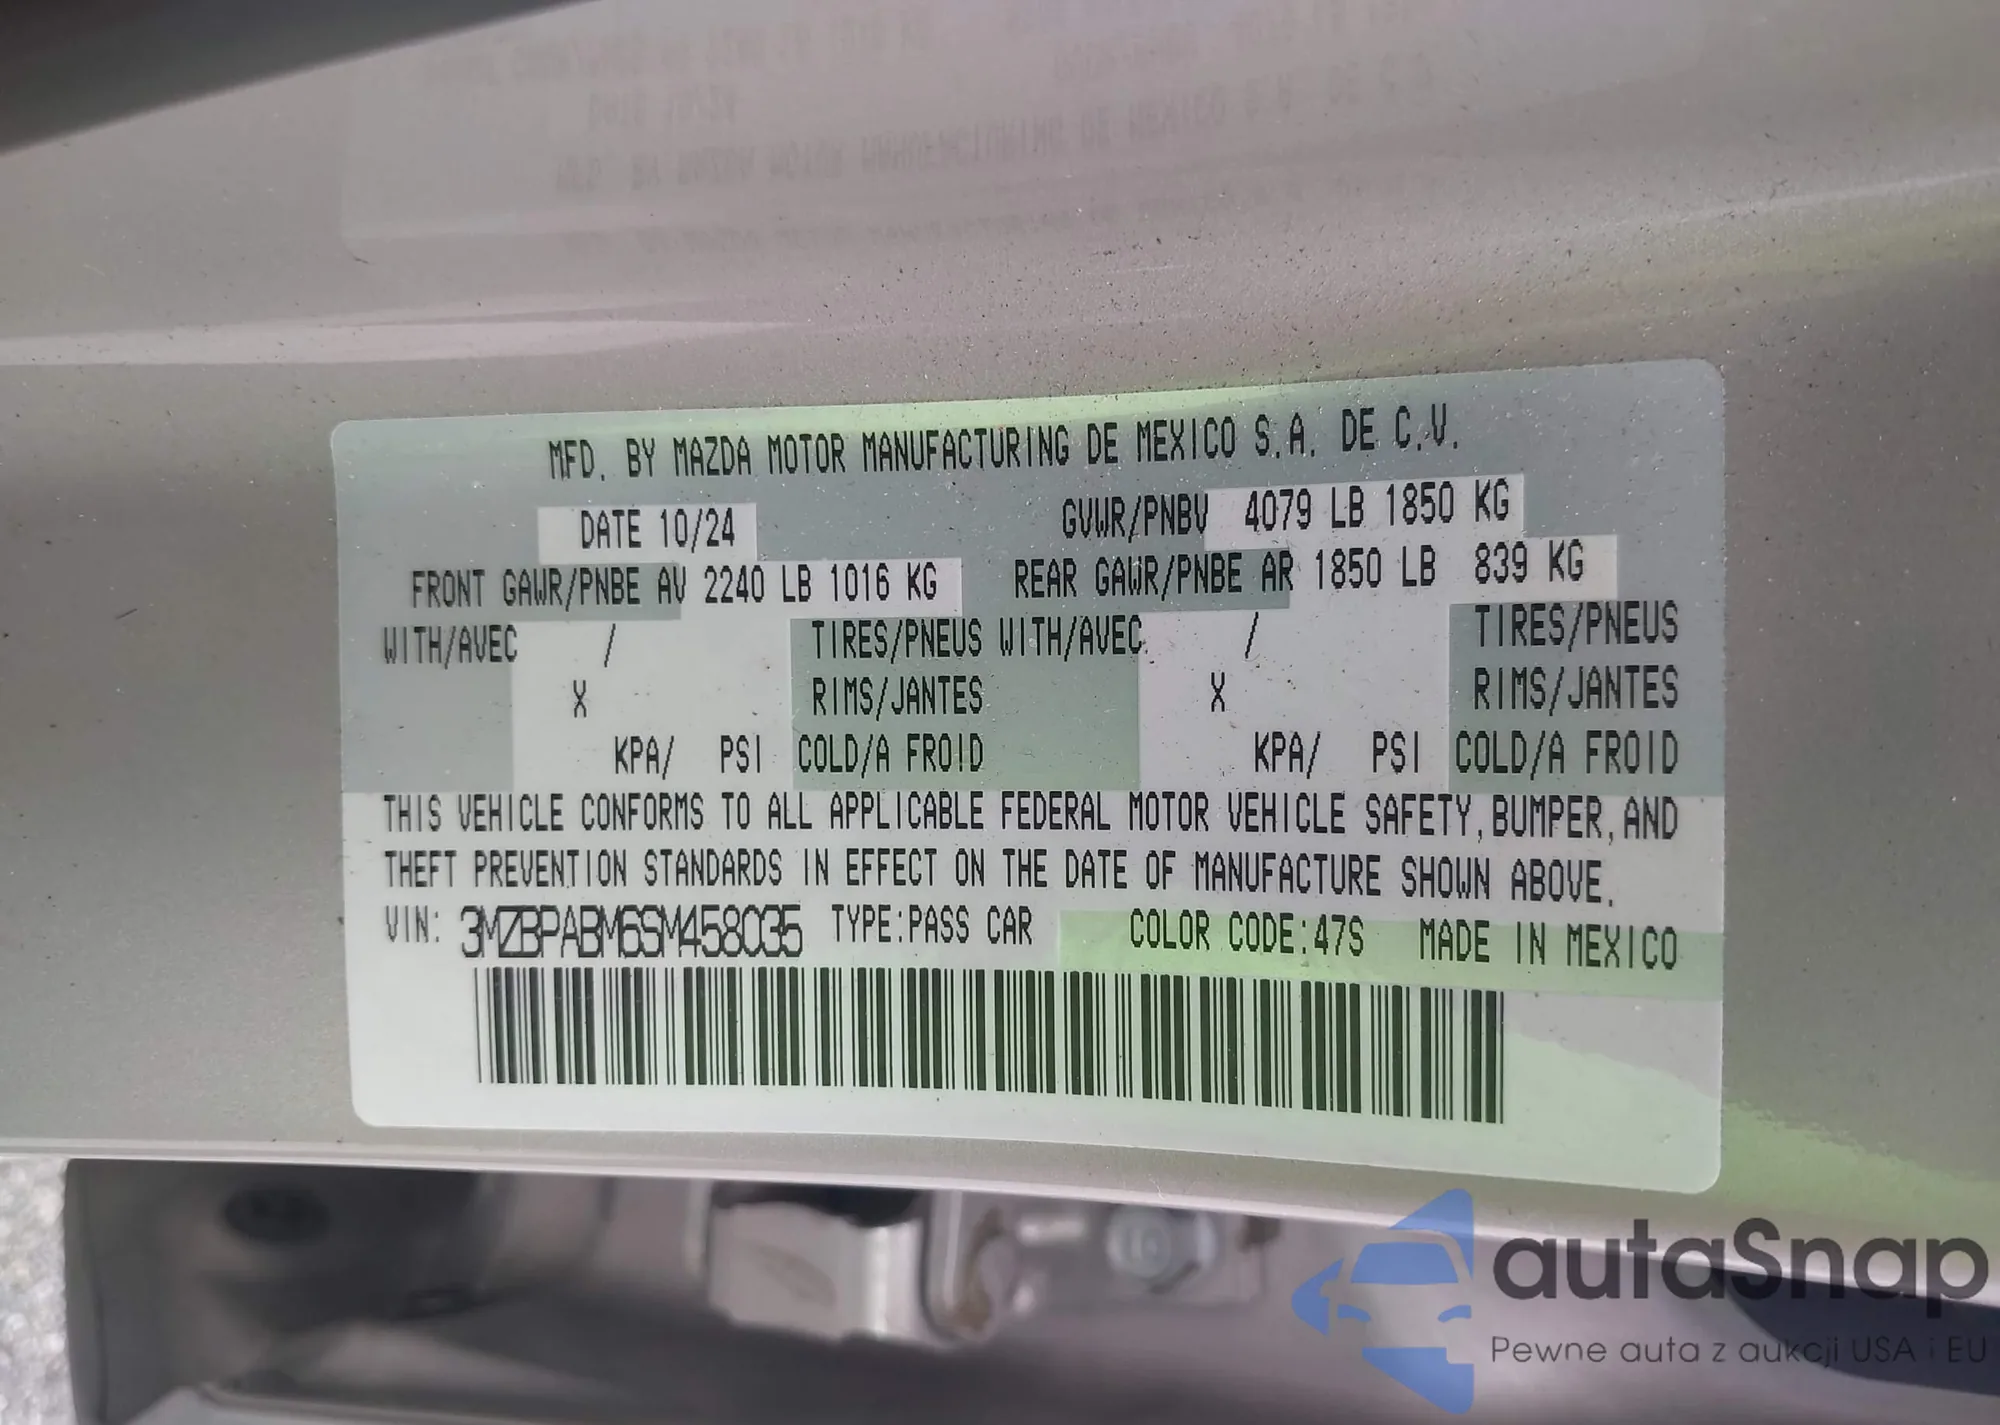 MFD. BY MAZDA MOTOR MANUFACTURING DE MEXICO S.A. DE C.V.
DATE 10/24 GVWR/PNBV 4079 LB 1850 KG
FRONT GAWR/PNBE AV 2240 LB 1016 KG REAR GAWR/PNBE AR 1850 LB 839 KG
WITH/AVEC / TIRES/PNEUS WITH/AVEC / TIRES/PNEUS
X RIMS/JANTES X RIMS/JANTES
KPA/ PSI COLD/A FROID KPA/ PSI COLD/A FROID
THIS VEHICLE CONFORMS TO ALL APPLICABLE FEDERAL MOTOR VEHICLE SAFETY, BUMPER, AND
THEFT PREVENTION STANDARDS IN EFFECT ON THE DATE OF MANUFACTURE SHOWN ABOVE.
VIN: 3MZBPABM6SM458035 TYPE:PASS CAR COLOR CODE:47S MADE IN MEXICO
autaSnap
Pewne auta z aukcji USA i EU